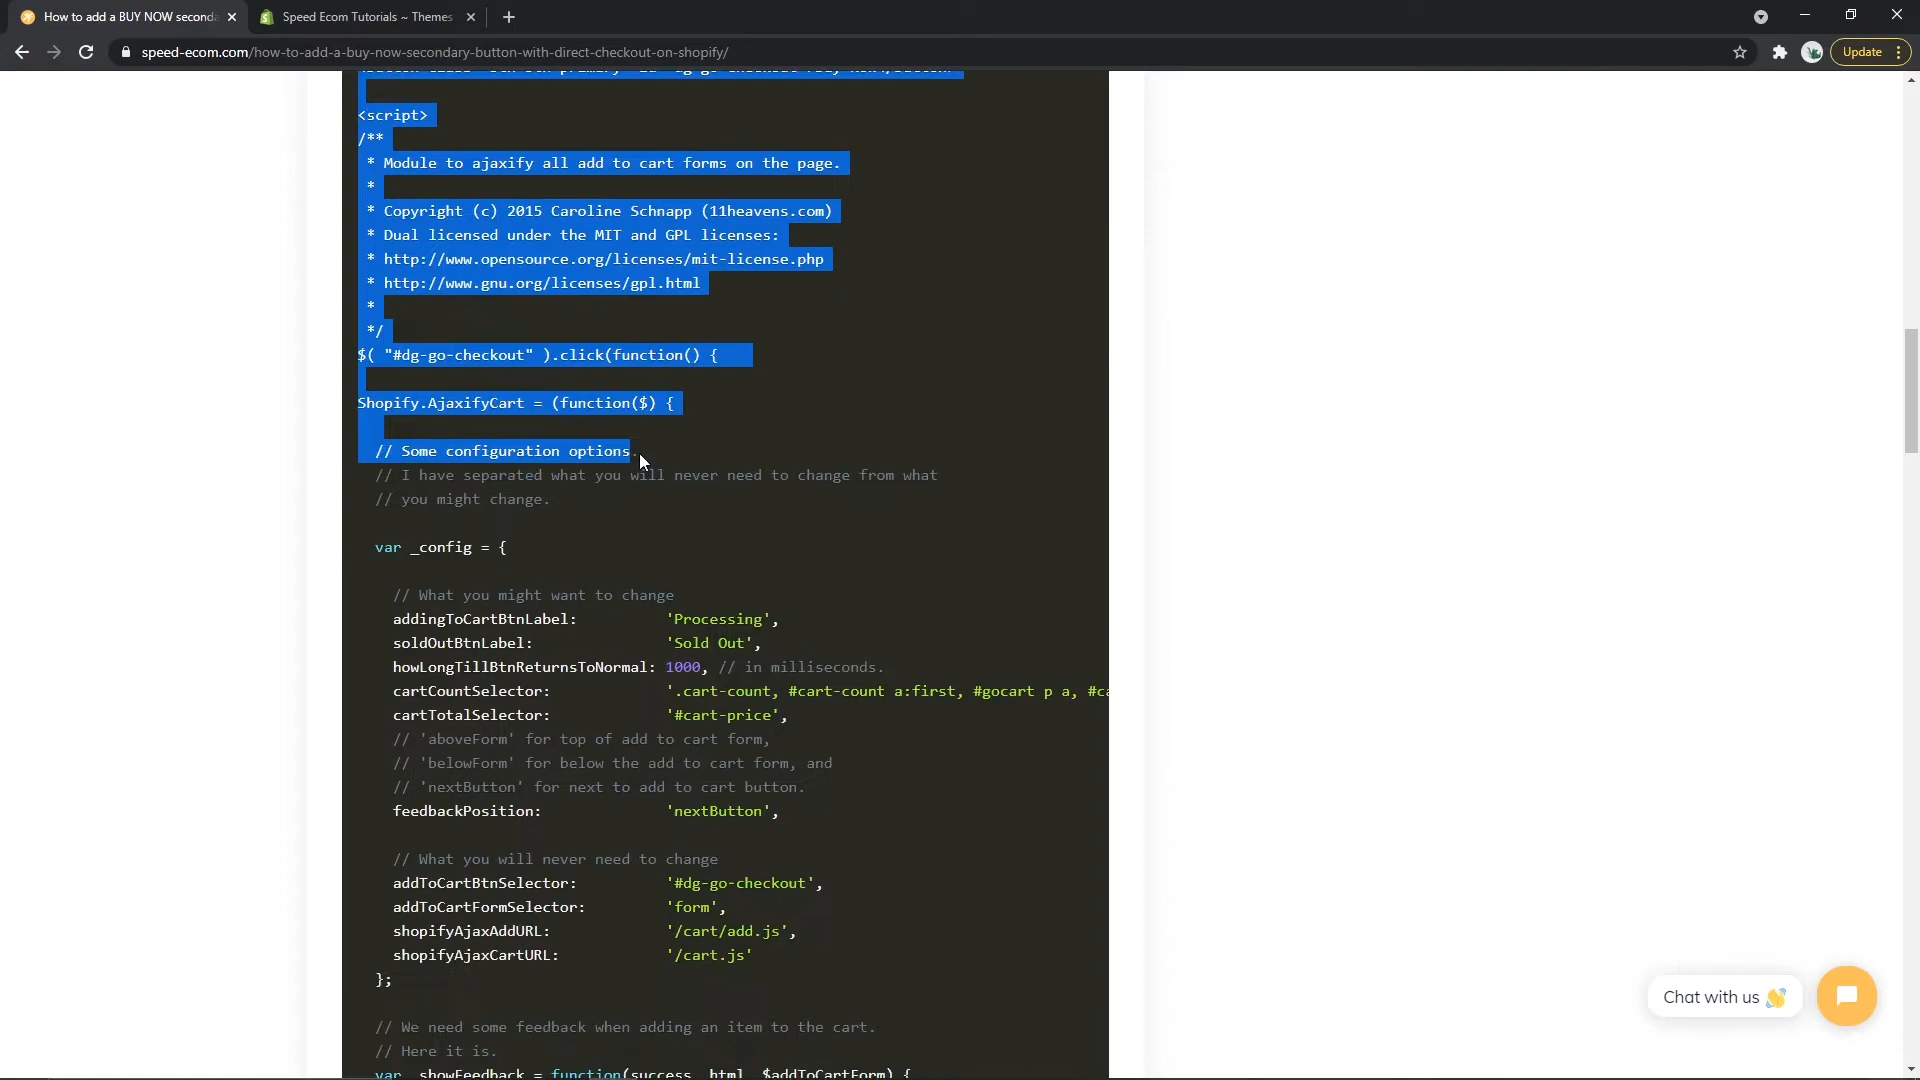 How to add a BUY NOW seconda
Speed Ecom Tutorials ~ Themes
speed-ecom.com/how-to-add-a-buy-now-secondary-button-with-direct-checkout-on-shopify/
Update
<script>
/**
* Module to ajaxify all add to cart forms on the page.
*
* Copyright (c) 2015 Caroline Schnapp (11heavens.com)
* Dual licensed under the MIT and GPL licenses:
* http://www.opensource.org/licenses/mit-license.php
* http://www.gnu.org/licenses/gpl.html
*
*/
$( "#dg-go-checkout" ).click(function() {
Shopify.AjaxifyCart = (function($) {
// Some configuration options.
// I have separated what you will never need to change from what
// you might change.
var _config = {
// What you might want to change
addingToCartBtnLabel: 'Processing',
soldOutBtnLabel: 'Sold Out',
howLongTillBtnReturnsToNormal: 1000, // in milliseconds.
cartCountSelector: '.cart-count, #cart-count a:first, #gocart p a, #ca
cartTotalSelector: '#cart-price',
// 'aboveForm' for top of add to cart form,
// 'belowForm' for below the add to cart form, and
// 'nextButton' for next to add to cart button.
feedbackPosition: 'nextButton',
// What you will never need to change
addToCartBtnSelector: '#dg-go-checkout',
addToCartFormSelector: 'form',
shopifyAjaxAddURL: '/cart/add.js',
shopifyAjaxCartURL: '/cart.js'
};
Chat with us 👋
// We need some feedback when adding an item to the cart.
// Here it is.
var _showFeedback = function(success, html, $addToCartForm) {